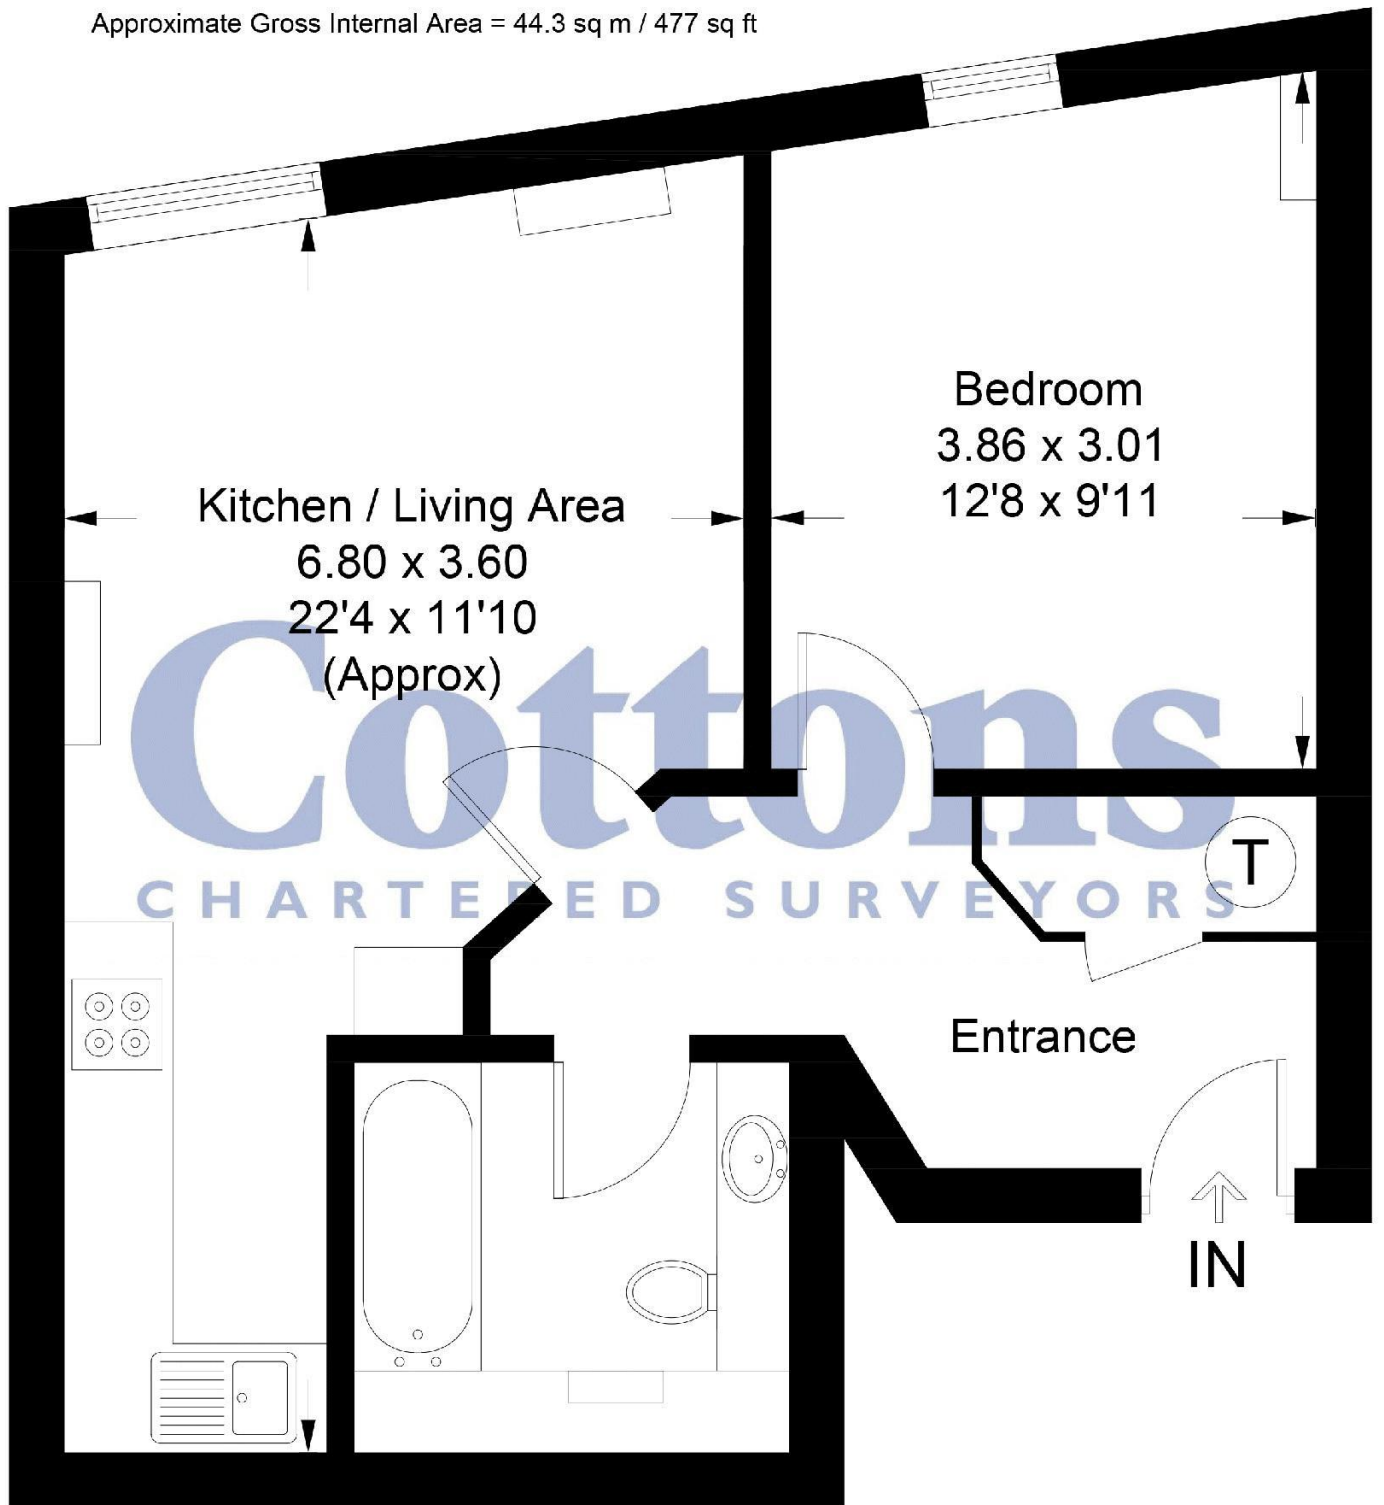 Approximate Gross Internal Area = 44.3 sq m / 477 sq ft
Bedroom
3.86 x 3.01
12'8 x 9'11
Kitchen / Living Area
6.80 x 3.60
22'4 x 11'10
(Approx)
Cottons
CHARTERED SURVEYORS
T
Entrance
IN